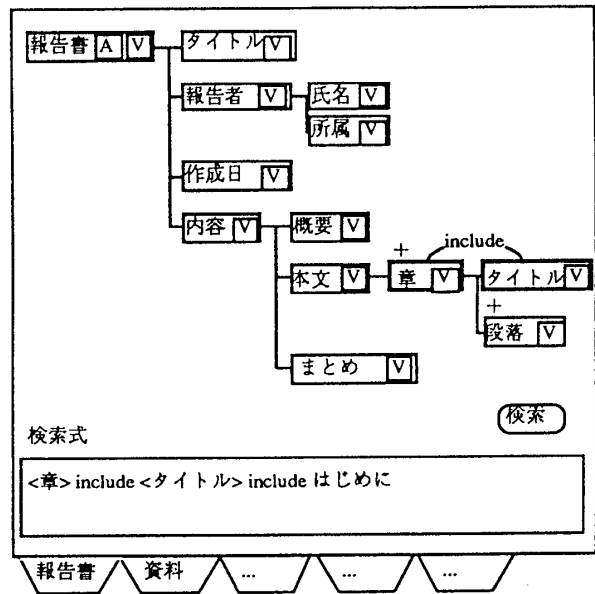 報告書 A V
タイトル V
報告者 V
氏名 V
所属 V
作成日 V
内容 V
概要 V
include
本文 V
+
章 V
タイトル V
+
段落 V
まとめ V
検索
検索式
<章> include <タイトル> include はじめに
報告書
資料
...
...
...